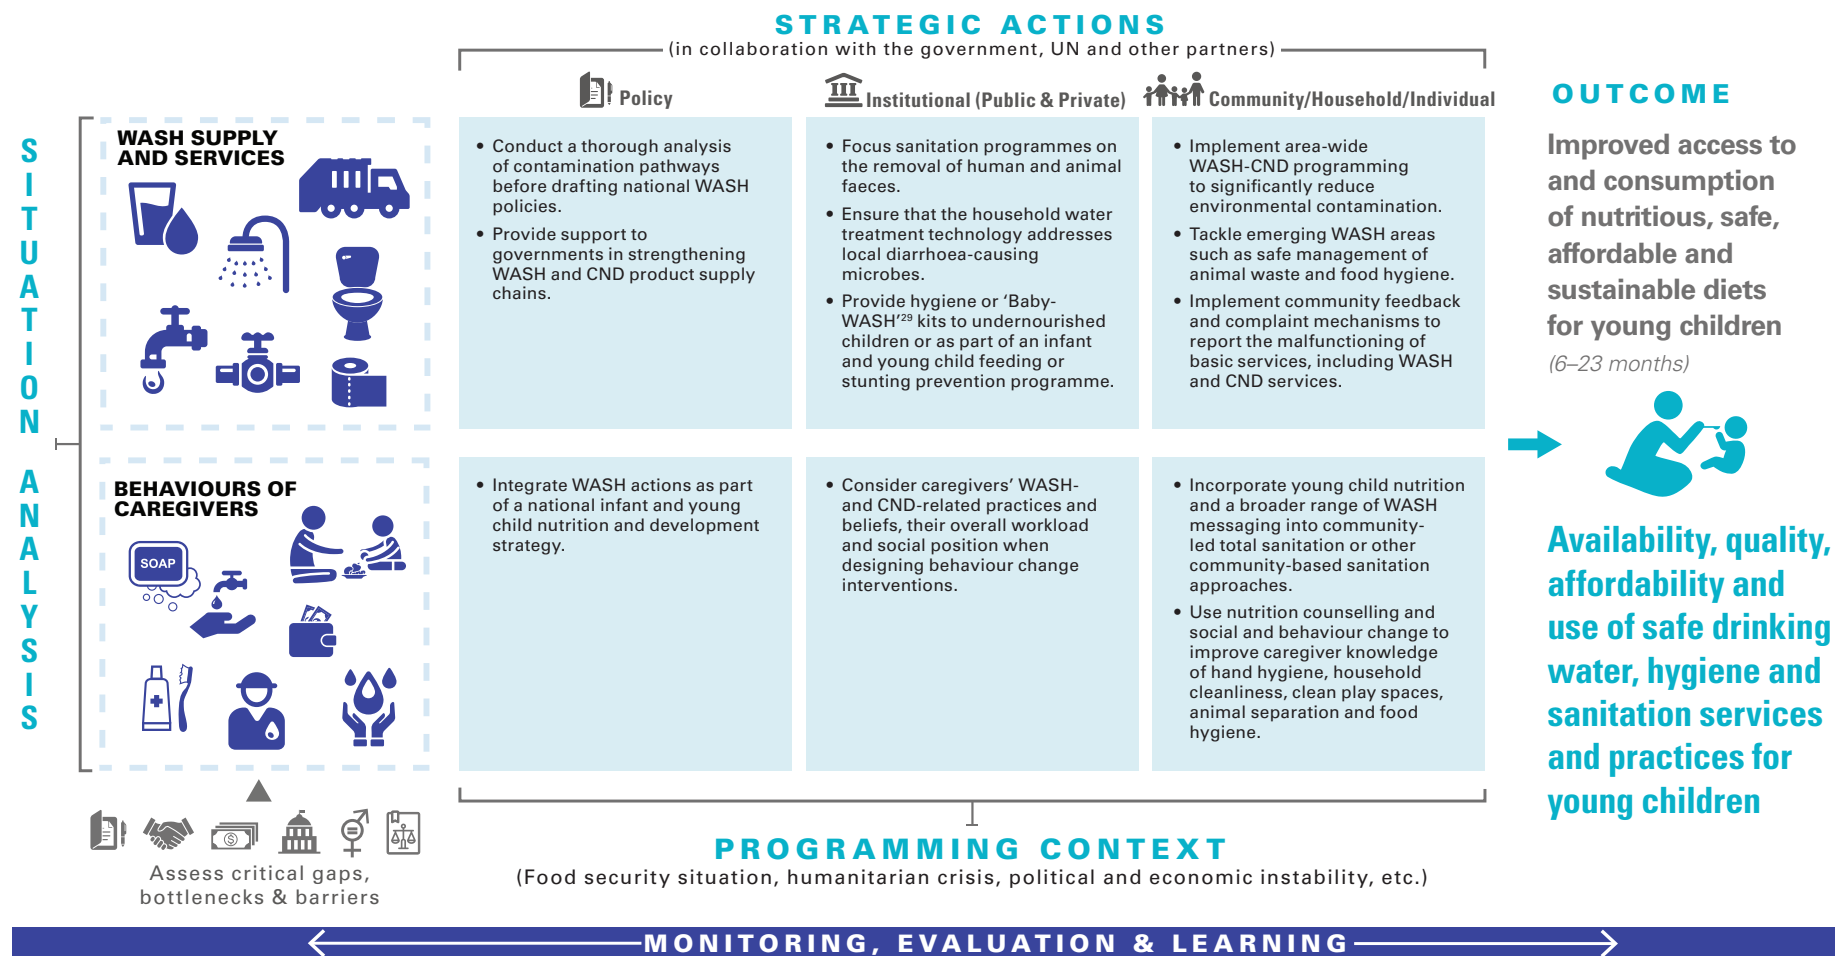 STRATEGIC ACTIONS
(in collaboration with the government, UN and other partners)
Policy
Institutional (Public & Private)
Community/Household/Individual
SITUATION ANALYSIS
WASH SUPPLY
AND SERVICES
• Conduct a thorough analysis
of contamination pathways
before drafting national WASH
policies.
• Provide support to
governments in strengthening
WASH and CND product supply
chains.
• Focus sanitation programmes on
the removal of human and animal
faeces.
• Ensure that the household water
treatment technology addresses
local diarrhoea-causing
microbes.
• Provide hygiene or ‘Baby-
WASH’²⁹ kits to undernourished
children or as part of an infant
and young child feeding or
stunting prevention programme.
• Implement area-wide
WASH-CND programming
to significantly reduce
environmental contamination.
• Tackle emerging WASH areas
such as safe management of
animal waste and food hygiene.
• Implement community feedback
and complaint mechanisms to
report the malfunctioning of
basic services, including WASH
and CND services.
BEHAVIOURS OF
CAREGIVERS
SOAP
• Integrate WASH actions as part
of a national infant and young
child nutrition and development
strategy.
• Consider caregivers’ WASH-
and CND-related practices and
beliefs, their overall workload
and social position when
designing behaviour change
interventions.
• Incorporate young child nutrition
and a broader range of WASH
messaging into community-
led total sanitation or other
community-based sanitation
approaches.
• Use nutrition counselling and
social and behaviour change to
improve caregiver knowledge
of hand hygiene, household
cleanliness, clean play spaces,
animal separation and food
hygiene.
OUTCOME
Improved access to
and consumption
of nutritious, safe,
affordable and
sustainable diets
for young children
(6–23 months)
Availability, quality,
affordability and
use of safe drinking
water, hygiene and
sanitation services
and practices for
young children
$
Assess critical gaps,
bottlenecks & barriers
PROGRAMMING CONTEXT
(Food security situation, humanitarian crisis, political and economic instability, etc.)
MONITORING, EVALUATION & LEARNING